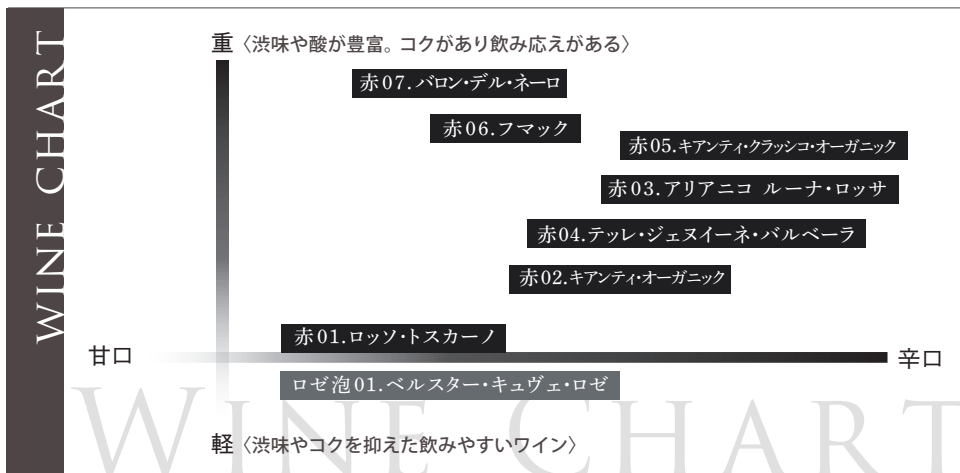 WINE CHART
重〈渋味や酸が豊富。コクがあり飲み応えがある〉
赤07.バロン・デル・ネーロ
赤06.フマック
赤05.キアンティ・クラッシコ・オーガニック
赤03.アリアニコ ルーナ・ロッサ
赤04.テッレ・ジェヌイーネ・バルベーラ
赤02.キアンティ・オーガニック
赤01.ロッソ・トスカーノ
甘口
辛口
ロゼ泡01.ベルスター・キュヴェ・ロゼ
WINE CHART
軽〈渋味やコクを抑えた飲みやすいワイン〉